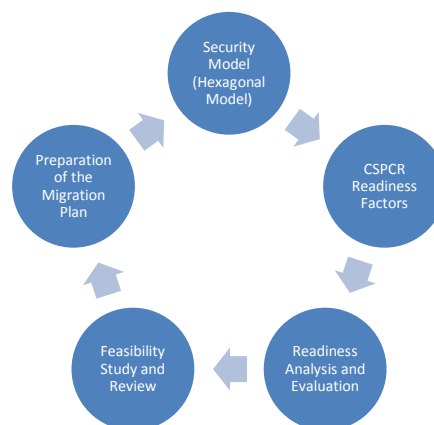 Security
Model
(Hexagonal
Model)
CSPCR
Readiness
Factors
Readiness
Analysis and
Evaluation
Feasibility
Study and
Review
Preparation
of the
Migration
Plan